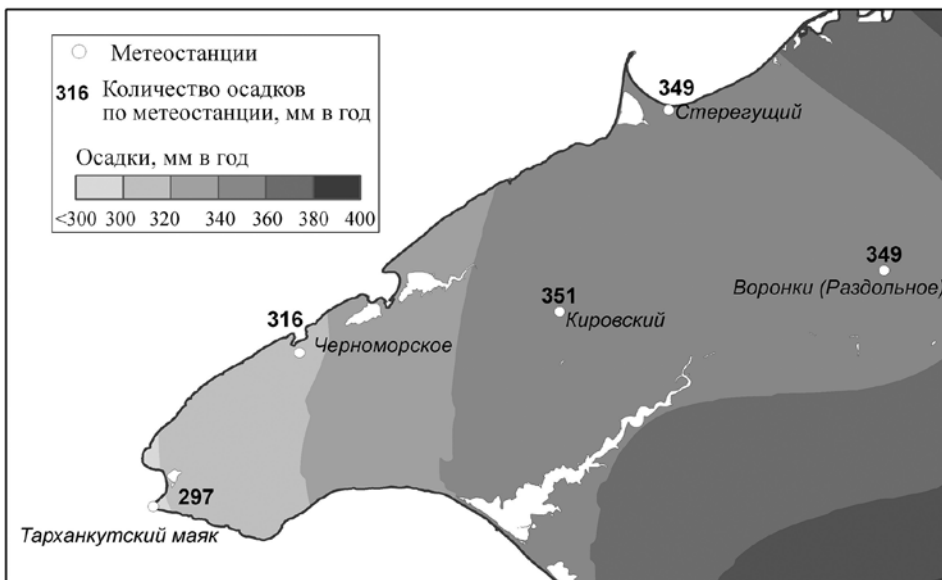 Метеостанции
316 Количество осадков
по метеостанции, мм в год
Осадки, мм в год
<300 300 320 340 360 380 400
349
Стерегущий
349
Воронки (Раздольное)
351
Кировский
316
Черноморское
297
Тарханкутский маяк